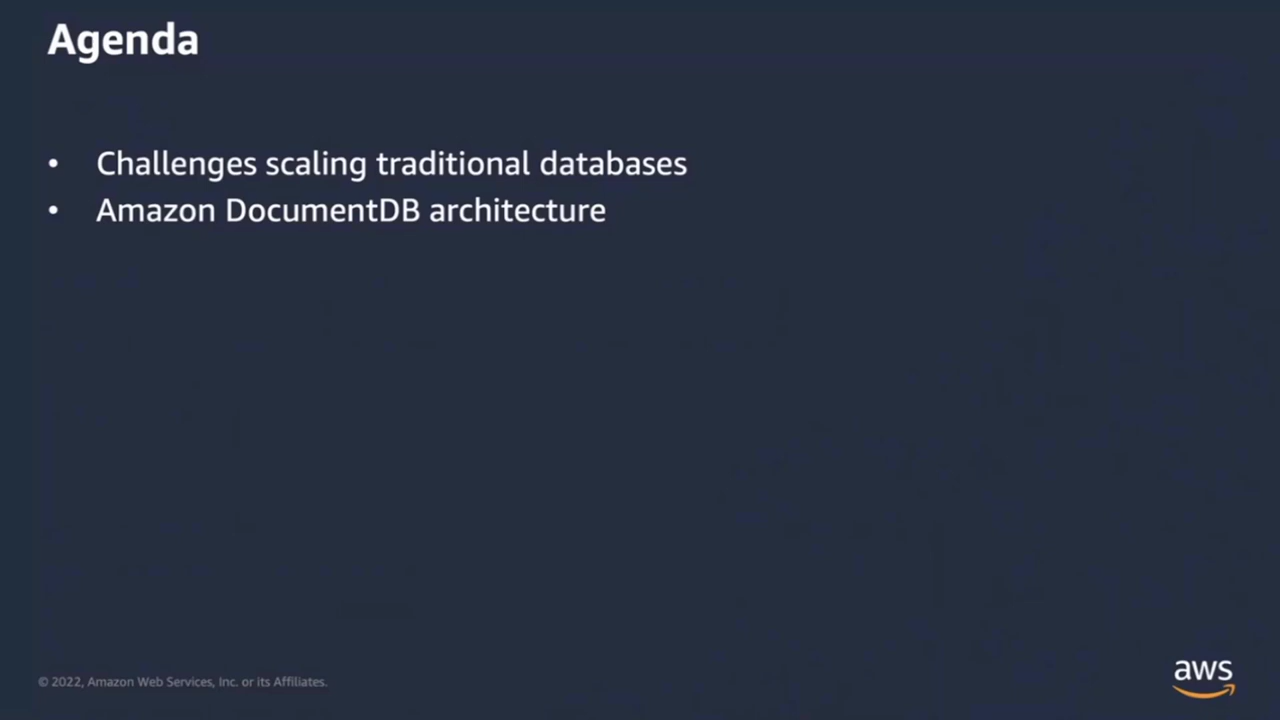 Agenda
• Challenges scaling traditional databases
• Amazon DocumentDB architecture
© 2022, Amazon Web Services, Inc. or its Affiliates.
aws